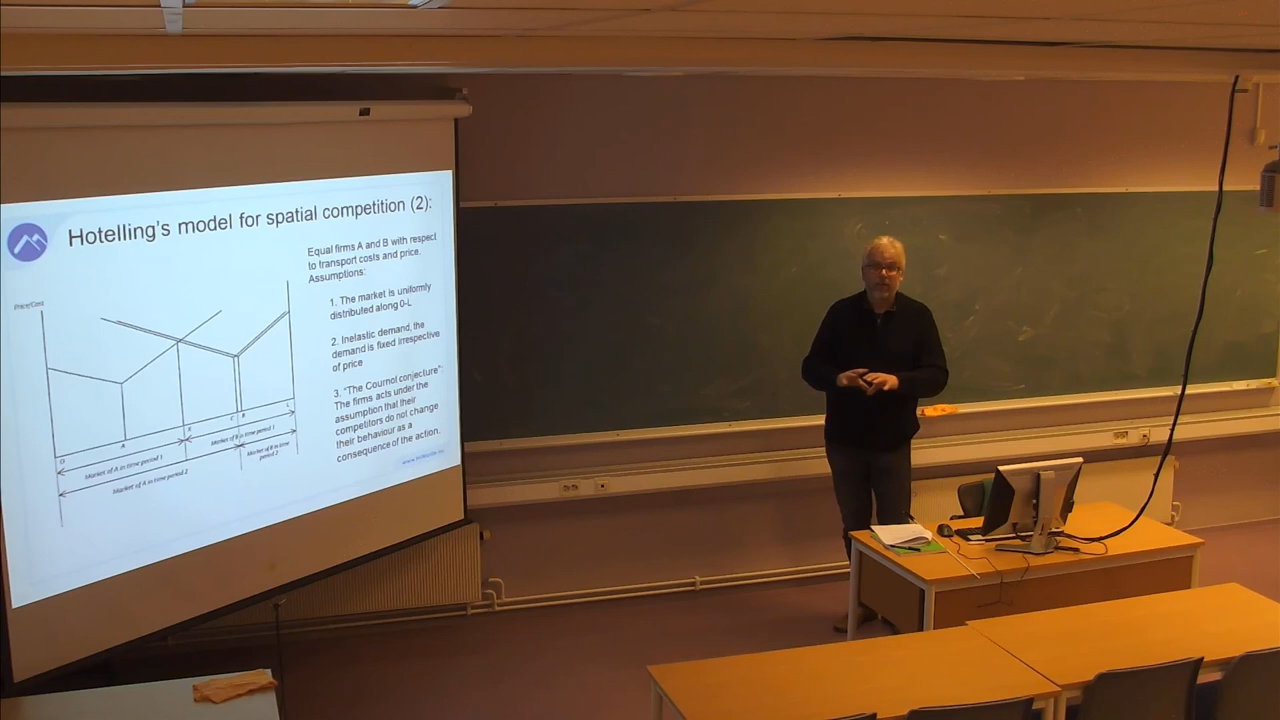 Hotelling's model for spatial competition (2):
Equal firms A and B with respect
to transport costs and price.
Assumptions:
1. The market is uniformly
distributed along 0-L
2. Inelastic demand, the
demand is fixed irrespective
of price
3. "The Cournol conjecture":
The firms acts under the
assumption that their
competitors do not change
their behaviour as a
consequence of the action.
Price/Cost
O
A
X
C
B
L
Market of A in time period 1
Market of B in time period 1
Market of A in time period 2
Market of B in time
period 2